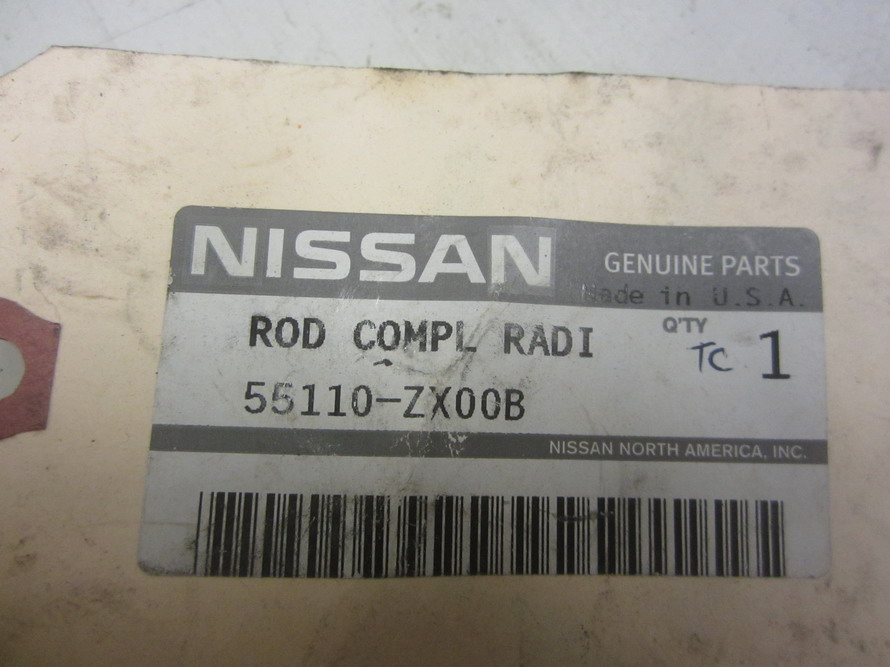 NISSAN GENUINE PARTS
Made in U.S.A.
ROD COMPL RADI Q'TY
TC 1
55110-ZX00B
NISSAN NORTH AMERICA, INC.